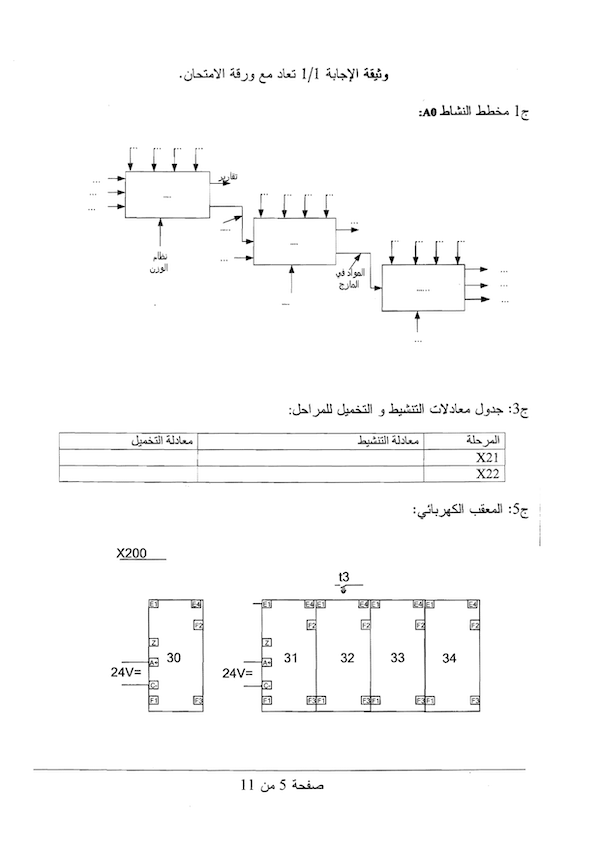 وثيقة الإجابة 1/1 تعاد مع ورقة الامتحان.
ج1 مخطط النشاط A0:
تقارير
نظام
الوزن
المواد في
المازج
ج3: جدول معادلات التنشيط و التخميل للمراحل:
المرحلة معادلة التنشيط معادلة التخميل
X21
X22
ج5: المعقب الكهربائي:
X200
t3
E1 E4 E1 E4 E1 E4 E1 E4 E1 E4
F2 F2 F2 F2 F2
Z Z
30 31 32 33 34
A+ A+
24V= 24V=
C- C-
F1 F3 F1 F3 F1 F3 F1 F3 F1 F3
صفحة 5 من 11